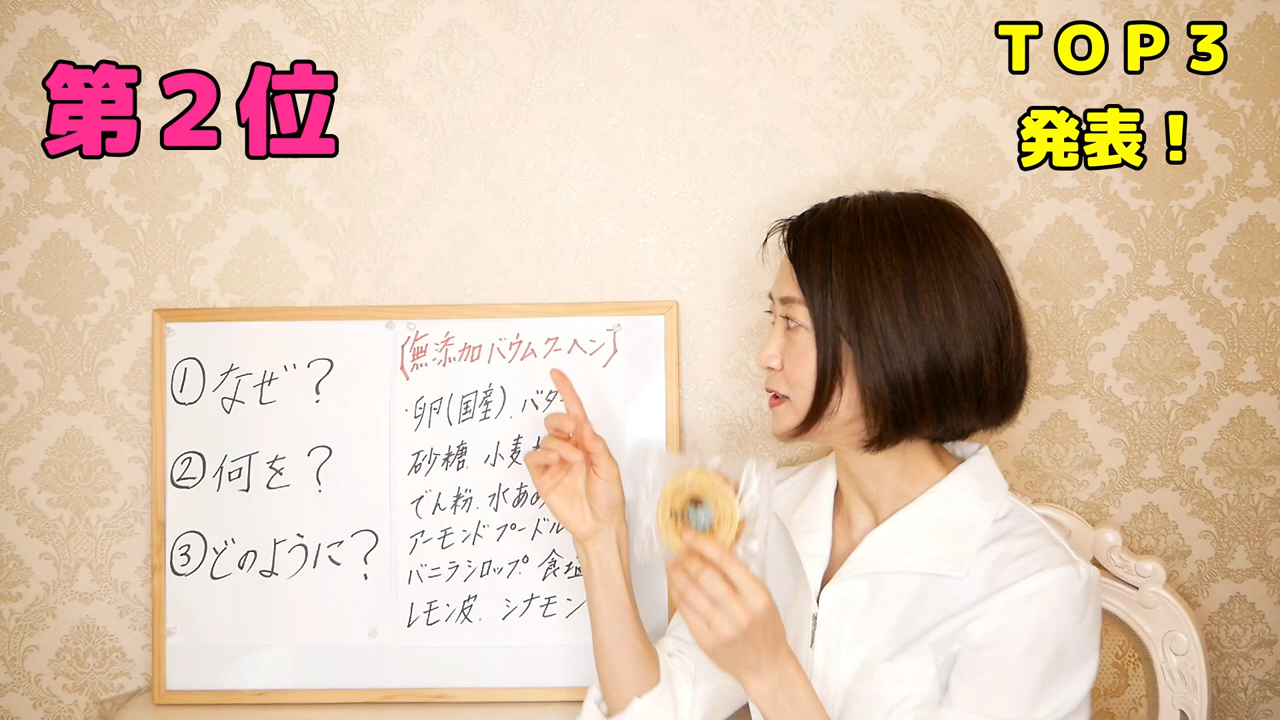 第2位
TOP3
発表!
①なぜ?
②何を?
③どのように?
(無添加バウムクーヘン)
・卵(国産)、バター
砂糖、小麦
でん粉、水あめ
アーモンドプードル
バニラシロップ、食塩
レモン皮、シナモン